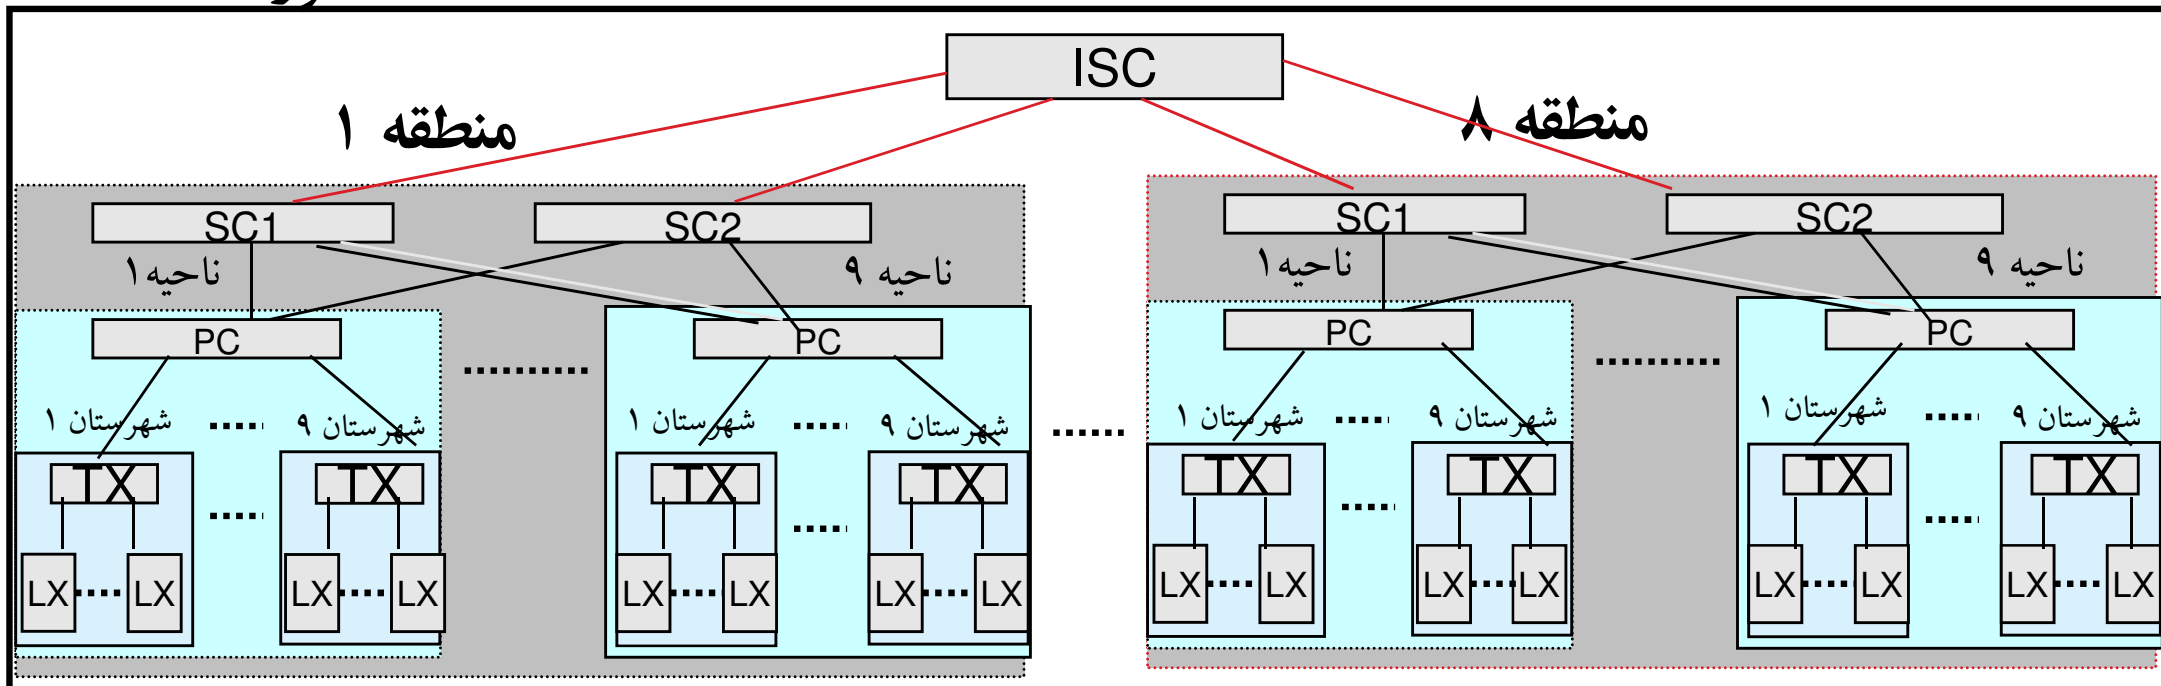 ISC
منطقه ۱
منطقه ۸
SC1 SC2 SC1 SC2
ناحیه ۱ ناحیه ۹ ناحیه ۱ ناحیه ۹
PC PC PC PC
شهرستان ۱ شهرستان ۹ شهرستان ۱ شهرستان ۹ شهرستان ۱ شهرستان ۹ شهرستان ۱ شهرستان ۹
TX TX TX TX TX TX TX TX
LX LX LX LX LX LX LX LX LX LX LX LX LX LX LX LX